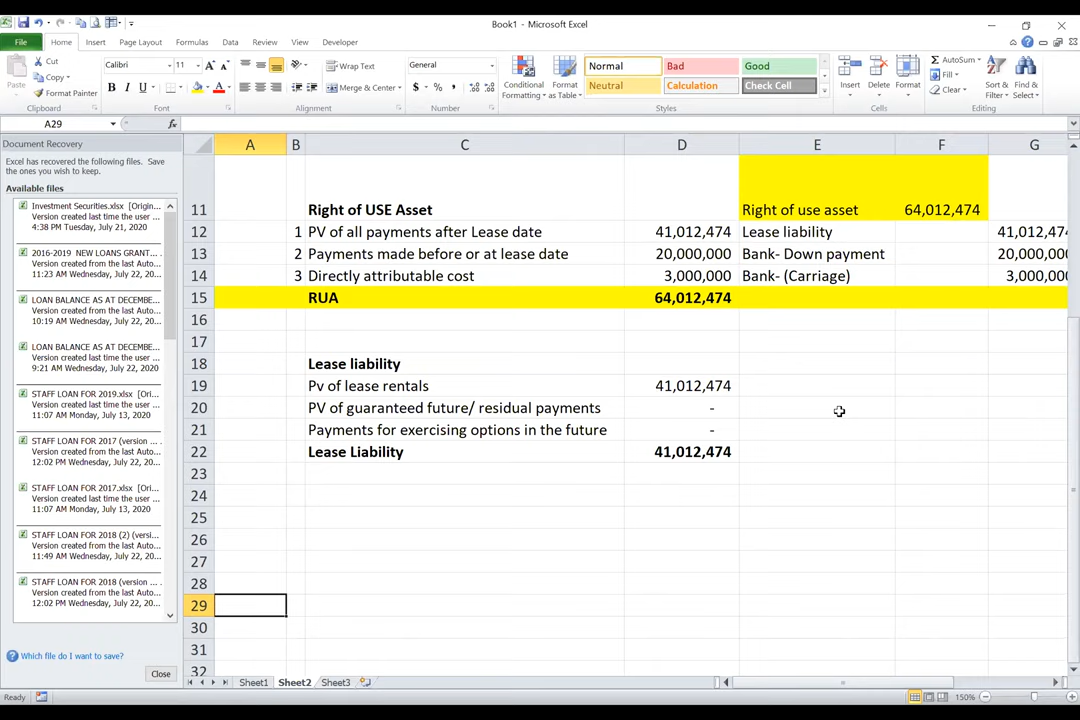 Book1 - Microsoft Excel
File Home Insert Page Layout Formulas Data Review View Developer
Paste Cut Copy Format Painter Clipboard
Calibri 11 A A B I U A Font
Wrap Text Merge & Center Alignment
General $ % , Number
Conditional Formatting Format as Table Normal Bad Good Neutral Calculation Check Cell Styles
Insert Delete Format Cells
Σ AutoSum Fill Clear Sort & Filter Find & Select Editing
A29 fx
Document Recovery
Excel has recovered the following files. Save
the ones you wish to keep.
Available files
Investment Securities.xlsx [Origin...
Version created last time the user ...
4:38 PM Tuesday, July 21, 2020
2016-2019 NEW LOANS GRANT...
Version created from the last Auto...
11:23 AM Wednesday, July 22, 20...
LOAN BALANCE AS AT DECEMBE...
Version created from the last Auto...
10:19 AM Wednesday, July 22, 20...
LOAN BALANCE AS AT DECEMBE...
Version created from the last Auto...
9:21 AM Wednesday, July 22, 20...
STAFF LOAN FOR 2019.xlsx [Ori...
Version created last time the user ...
11:07 AM Monday, July 13, 2020
STAFF LOAN FOR 2017 (version ...
Version created from the last Auto...
12:02 PM Wednesday, July 22, 20...
STAFF LOAN FOR 2017.xlsx [Ori...
Version created last time the user ...
11:07 AM Monday, July 13, 2020
STAFF LOAN FOR 2018 (2) (versi...
Version created from the last Auto...
11:49 AM Wednesday, July 22, 20...
STAFF LOAN FOR 2018 (version ...
Version created from the last Auto...
12:02 PM Wednesday, July 22, 20...
Which file do I want to save?
Close
A B C D E F G
11 Right of USE Asset Right of use asset 64,012,474
12 1 PV of all payments after Lease date 41,012,474 Lease liability 41,012,474
13 2 Payments made before or at lease date 20,000,000 Bank- Down payment 20,000,000
14 3 Directly attributable cost 3,000,000 Bank- (Carriage) 3,000,000
15 RUA 64,012,474
16
17
18 Lease liability
19 Pv of lease rentals 41,012,474
20 PV of guaranteed future/ residual payments -
21 Payments for exercising options in the future -
22 Lease Liability 41,012,474
23
24
25
26
27
28
29
30
31
32
Sheet1 Sheet2 Sheet3
Ready 150%